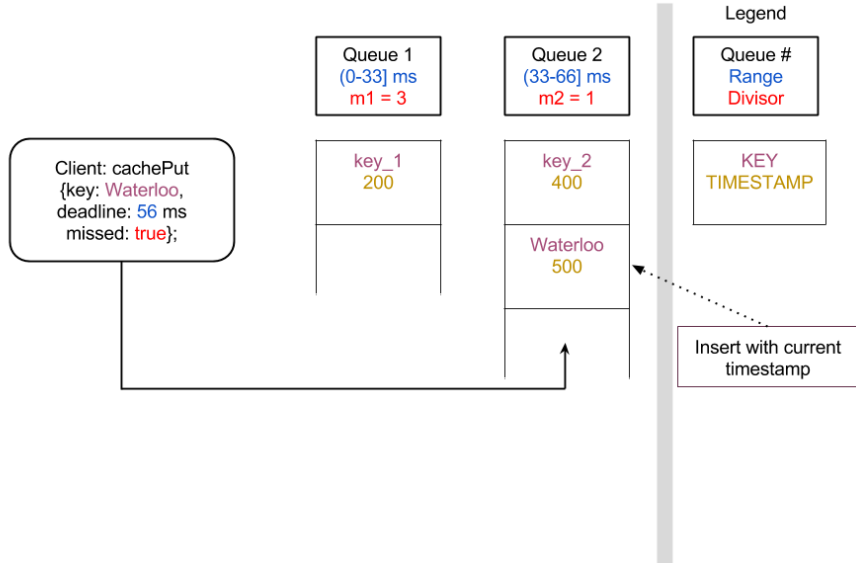 Legend
Queue 1
(0-33] ms
m1 = 3
Queue 2
(33-66] ms
m2 = 1
Queue #
Range
Divisor
Client: cachePut
{key: Waterloo,
deadline: 56 ms
missed: true};
key_1
200
key_2
400
KEY
TIMESTAMP
Waterloo
500
Insert with current
timestamp